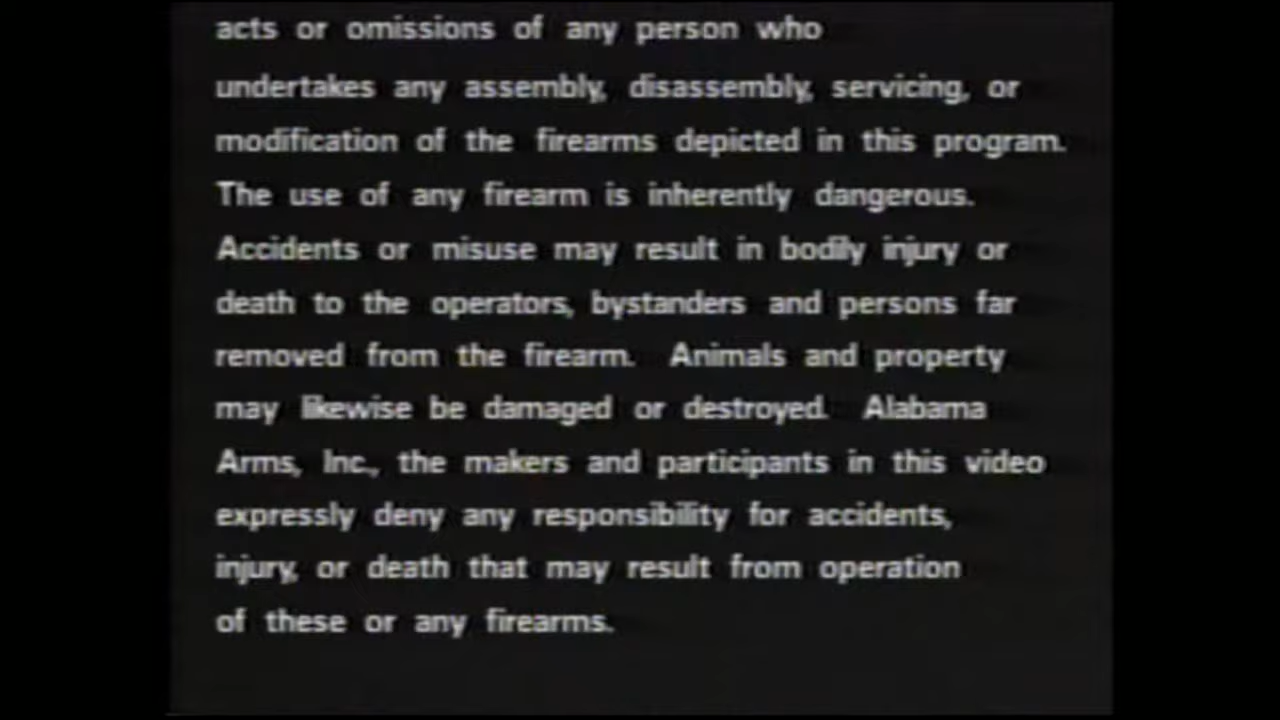 acts or omissions of any person who
undertakes any assembly, disassembly, servicing, or
modification of the firearms depicted in this program.
The use of any firearm is inherently dangerous.
Accidents or misuse may result in bodily injury or
death to the operators, bystanders and persons far
removed from the firearm. Animals and property
may likewise be damaged or destroyed. Alabama
Arms, Inc., the makers and participants in this video
expressly deny any responsibility for accidents,
injury, or death that may result from operation
of these or any firearms.